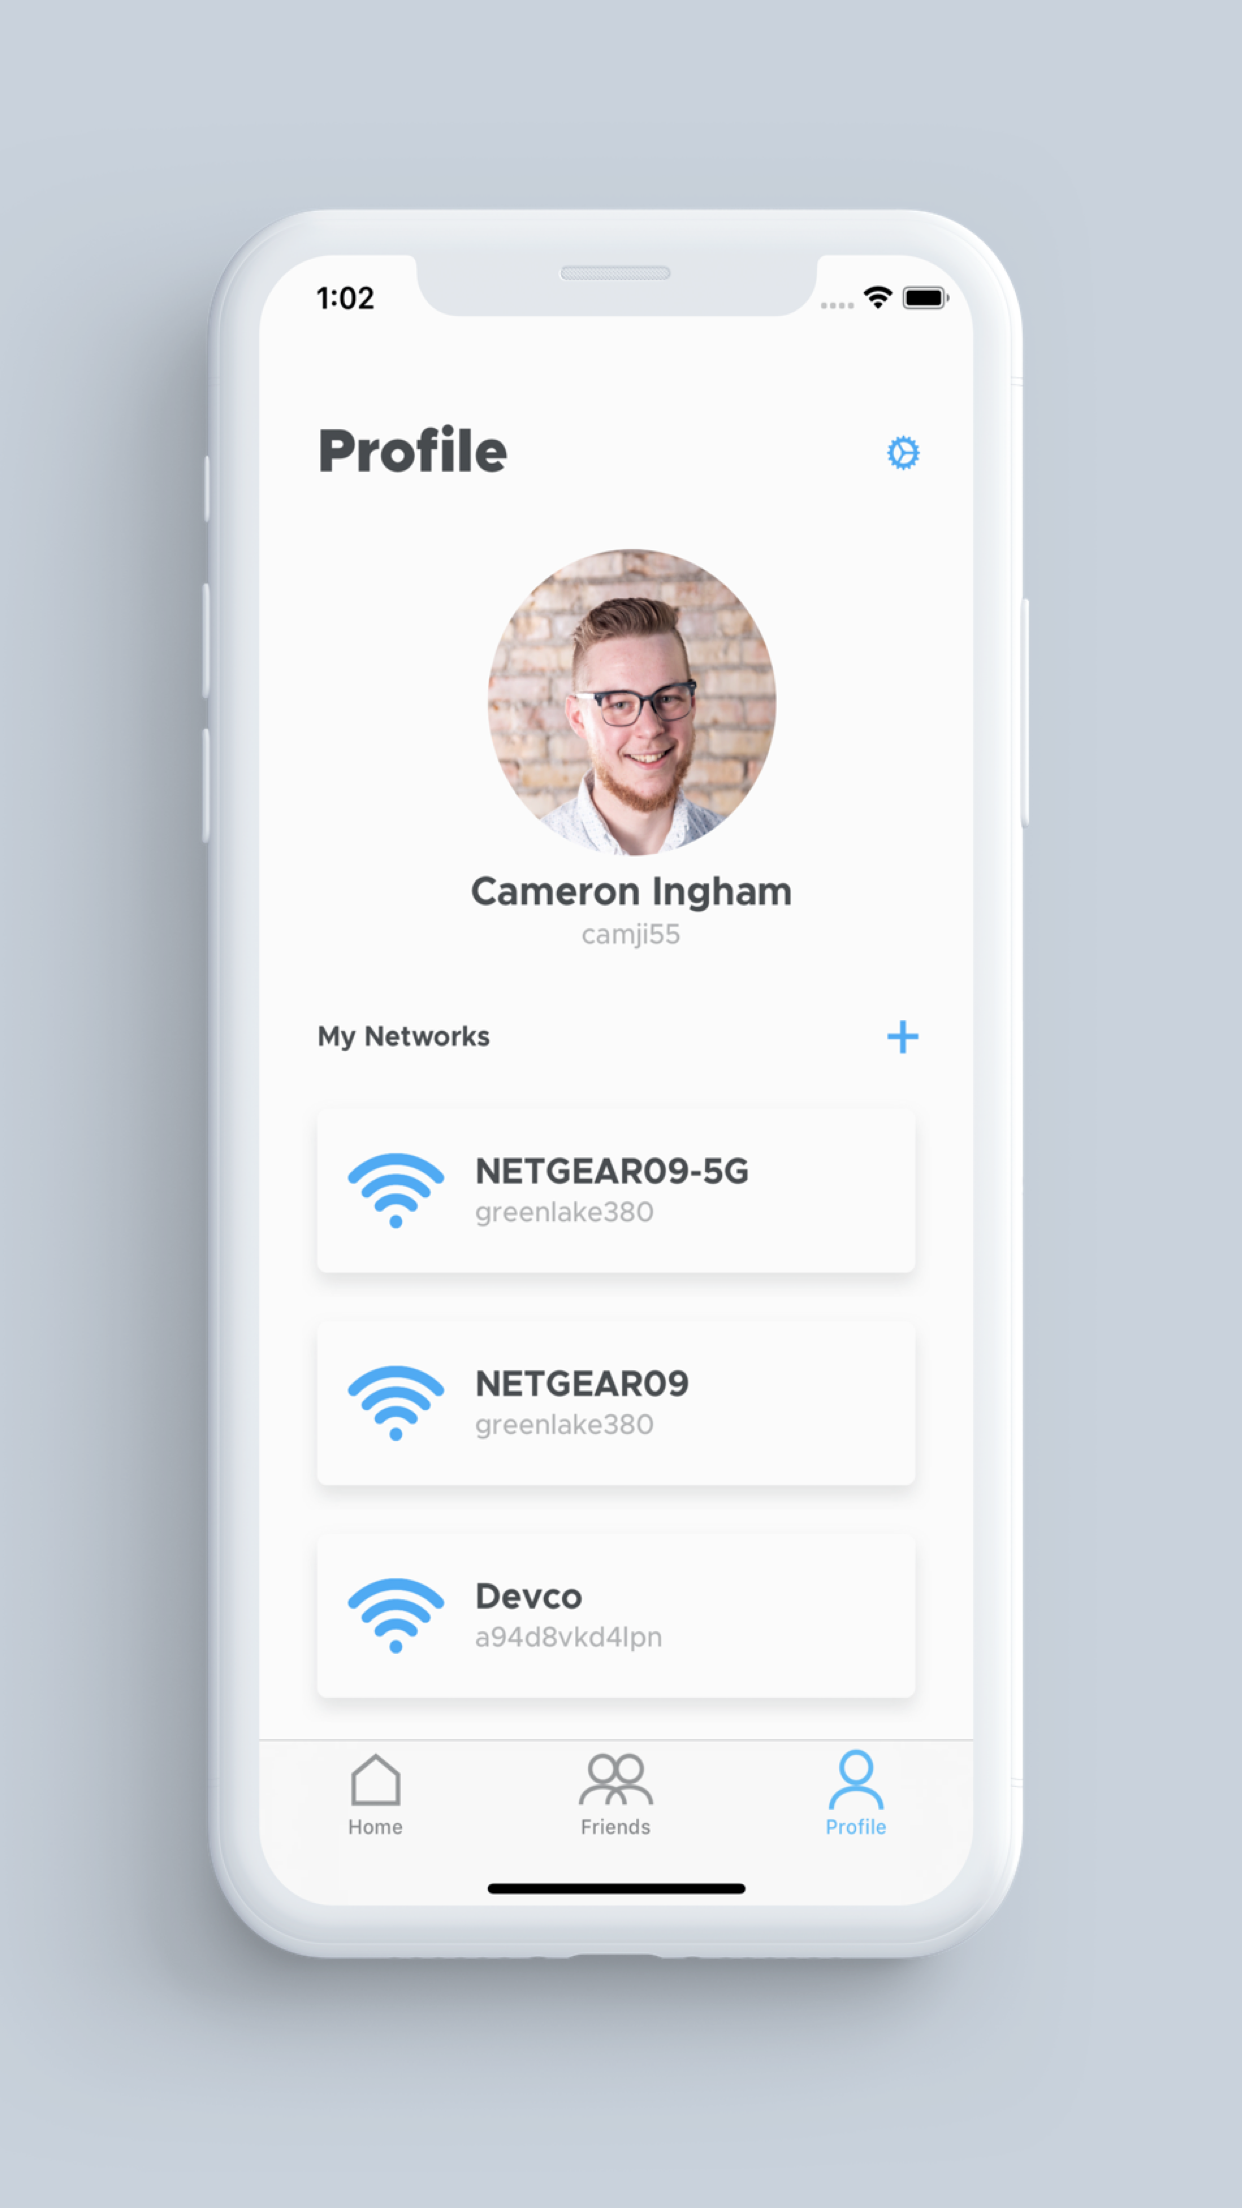 1:02
Profile
Cameron Ingham
camji55
My Networks
NETGEAR09-5G
greenlake380
NETGEAR09
greenlake380
Devco
a94d8vkd4lpn
Home
Friends
Profile